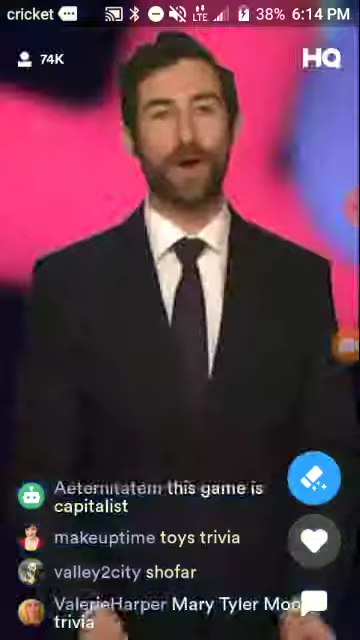 cricket LTE 38% 6:14 PM
74K HQ
Aeternitatem this game is
capitalist
makeuptime toys trivia
valley2city shofar
ValerieHarper Mary Tyler Moo
trivia